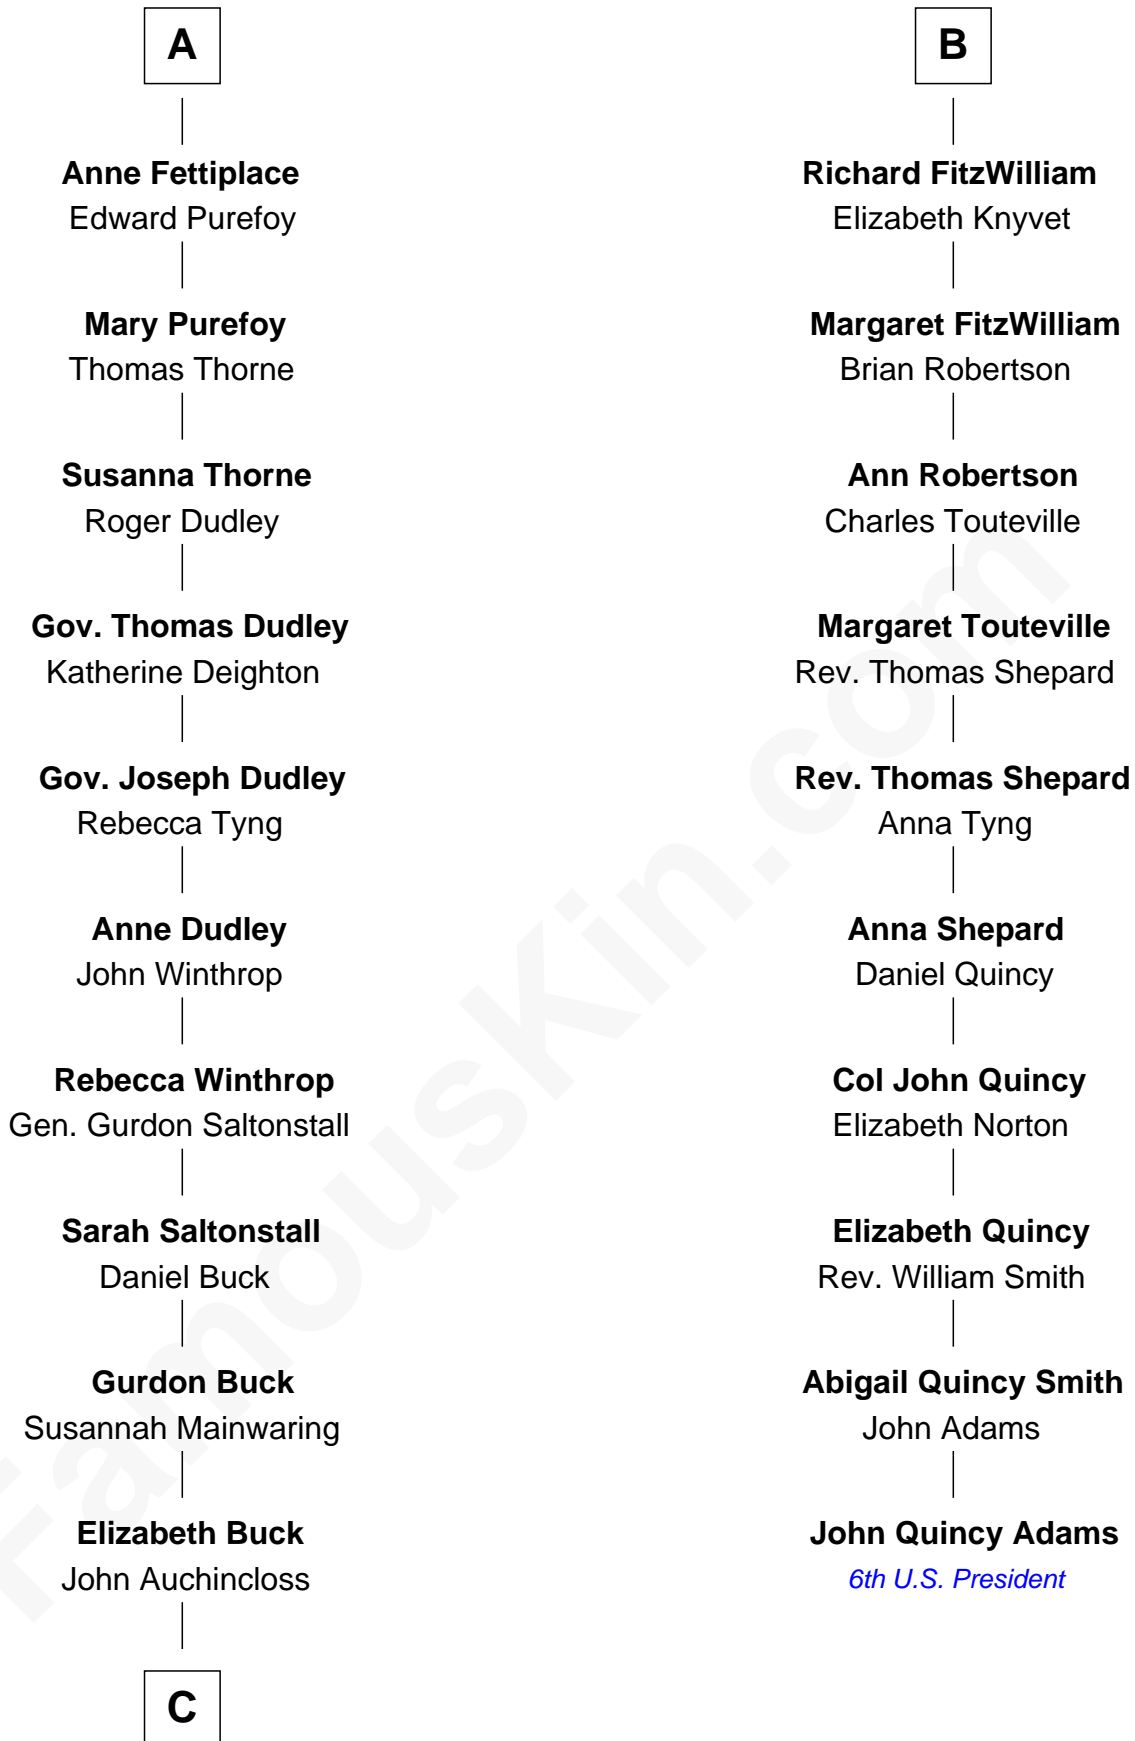 A
Anne Fettiplace
Edward Purefoy
Mary Purefoy
Thomas Thorne
Susanna Thorne
Roger Dudley
Gov. Thomas Dudley
Katherine Deighton
Gov. Joseph Dudley
Rebecca Tyng
Anne Dudley
John Winthrop
Rebecca Winthrop
Gen. Gurdon Saltonstall
Sarah Saltonstall
Daniel Buck
Gurdon Buck
Susannah Mainwaring
Elizabeth Buck
John Auchincloss
C
B
Richard FitzWilliam
Elizabeth Knyvet
Margaret FitzWilliam
Brian Robertson
Ann Robertson
Charles Touteville
Margaret Touteville
Rev. Thomas Shepard
Rev. Thomas Shepard
Anna Tyng
Anna Shepard
Daniel Quincy
Col John Quincy
Elizabeth Norton
Elizabeth Quincy
Rev. William Smith
Abigail Quincy Smith
John Adams
John Quincy Adams
6th U.S. President
FamousKin.com